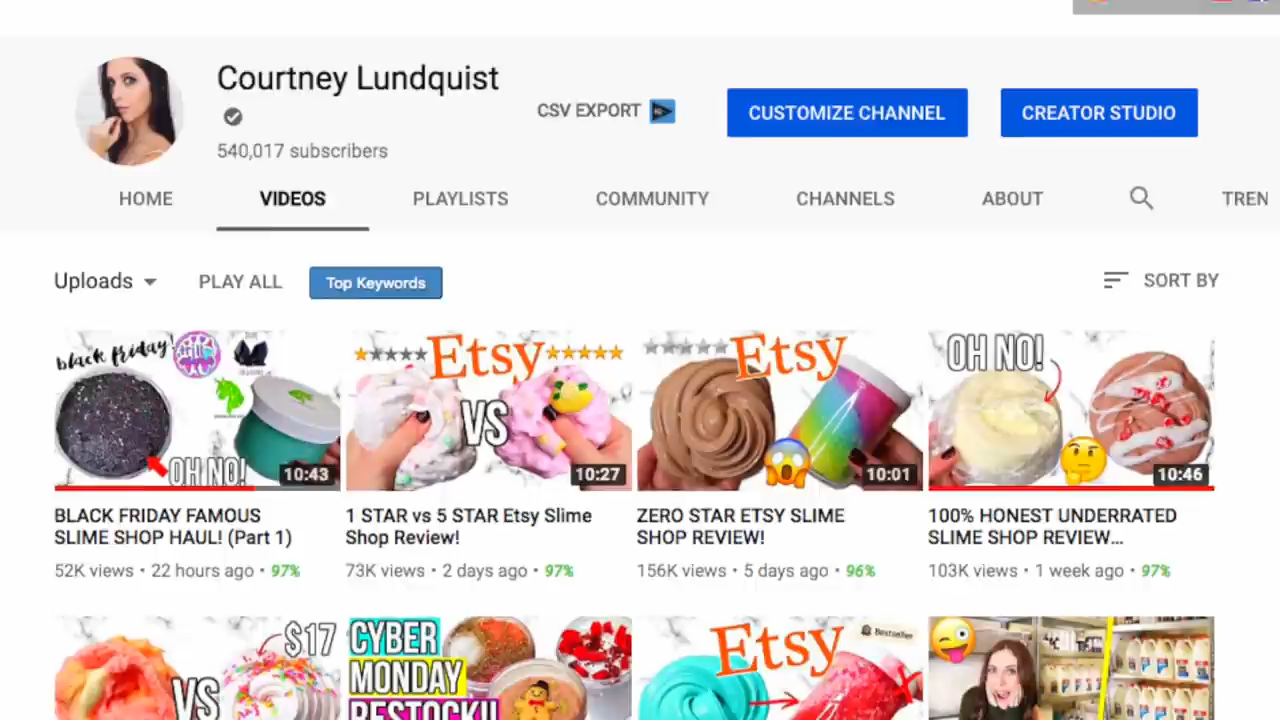 Courtney Lundquist
CSV EXPORT
CUSTOMIZE CHANNEL
CREATOR STUDIO
540,017 subscribers
HOME
VIDEOS
PLAYLISTS
COMMUNITY
CHANNELS
ABOUT
TREN
Uploads
PLAY ALL
Top Keywords
SORT BY
black friday!
OH NO!
10:43
Etsy
VS
10:27
Etsy
10:01
OH NO!
10:46
BLACK FRIDAY FAMOUS
SLIME SHOP HAUL! (Part 1)
52K views • 22 hours ago • 97%
1 STAR vs 5 STAR Etsy Slime
Shop Review!
73K views • 2 days ago • 97%
ZERO STAR ETSY SLIME
SHOP REVIEW!
156K views • 5 days ago • 96%
100% HONEST UNDERRATED
SLIME SHOP REVIEW...
103K views • 1 week ago • 97%
$17
VS
CYBER
MONDAY
RESTOCK!!
Etsy
Bestseller